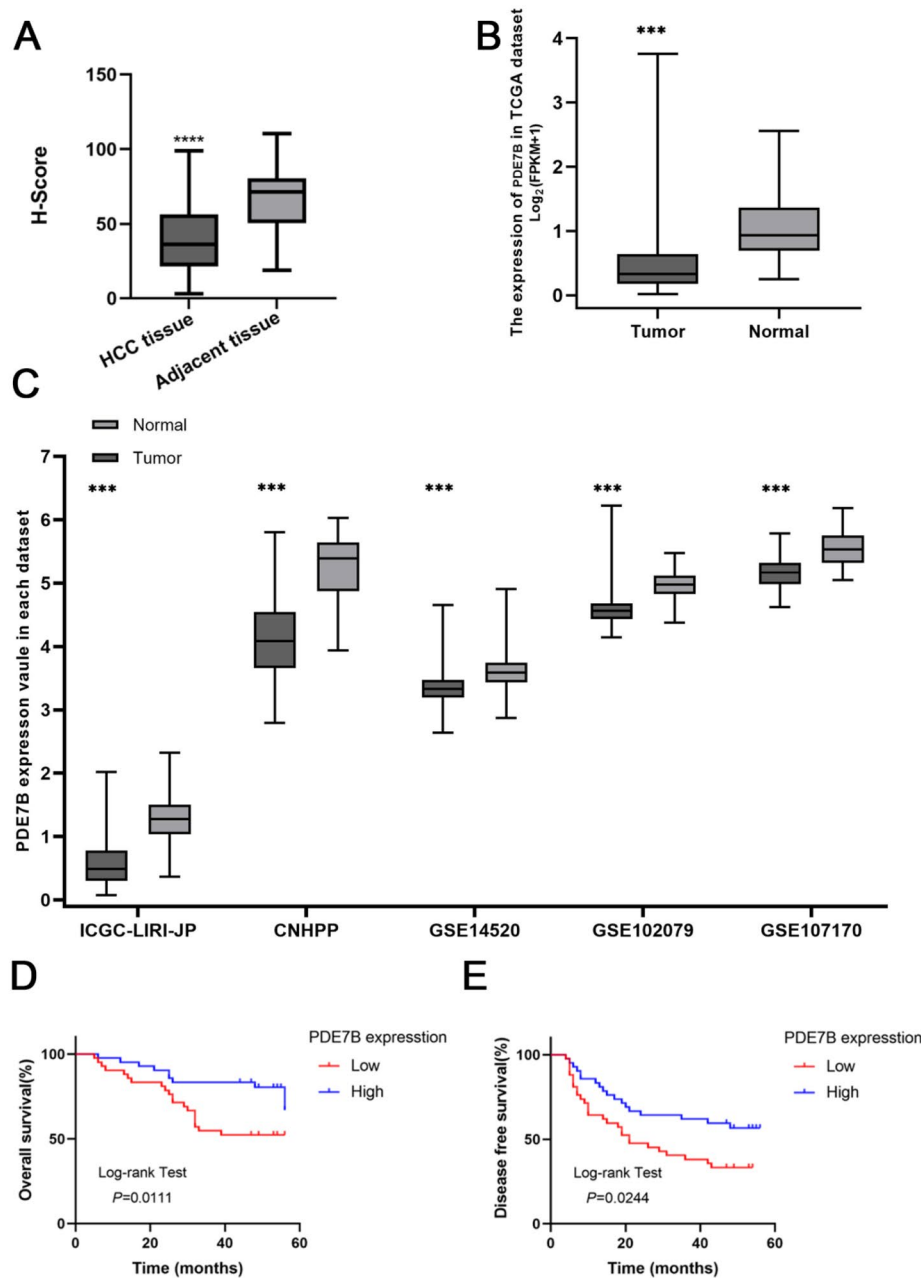 A
150
100
50
0
H-Score
****
HCC tissue
Adjacent tissue
B
The expression of PDE7B in TCGA dataset
Log2(FPKM+1)
4
3
2
1
0
***
Tumor
Normal
C
Normal
Tumor
PDE7B expresson vaule in each dataset
7
6
5
4
3
2
1
0
*** *** *** *** ***
ICGC-LIRI-JP CNHPP GSE14520 GSE102079 GSE107170
D
PDE7B expresstion
Low
High
Overall survival(%)
100
50
0
Log-rank Test
P=0.0111
0 20 40 60
Time (months)
E
PDE7B expresstion
Low
High
Disease free survival(%)
100
50
0
Log-rank Test
P=0.0244
0 20 40 60
Time (months)